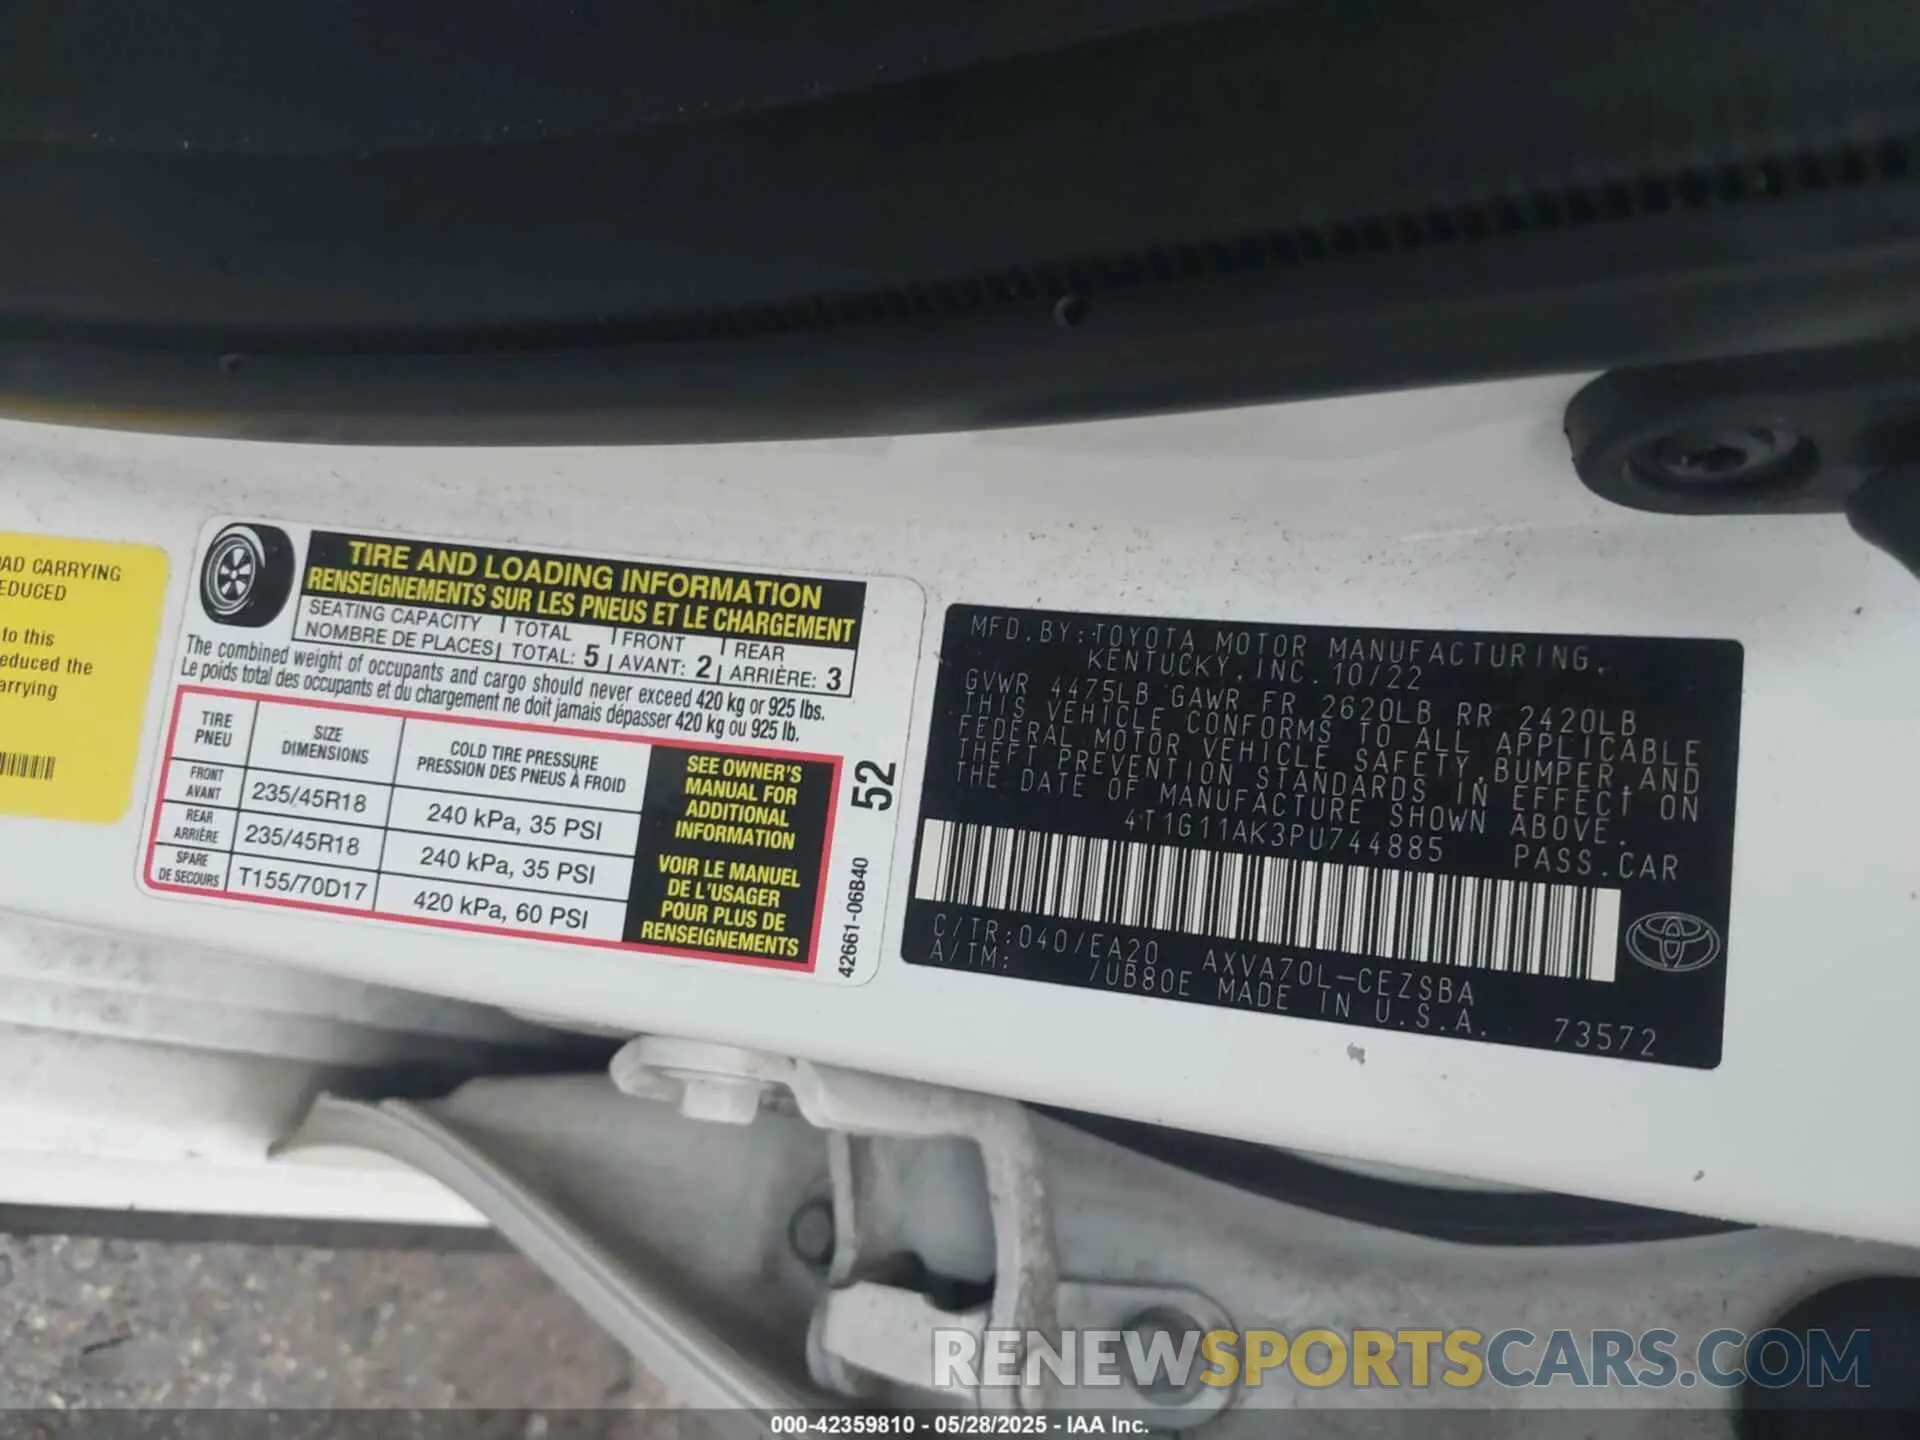 AD CARRYING
EDUCED
to this
educed the
arrying
TIRE AND LOADING INFORMATION
RENSEIGNEMENTS SUR LES PNEUS ET LE CHARGEMENT
SEATING CAPACITY TOTAL FRONT REAR
NOMBRE DE PLACES TOTAL: 5 AVANT: 2 ARRIÈRE: 3
The combined weight of occupants and cargo should never exceed 420 kg or 925 lbs.
Le poids total des occupants et du chargement ne doit jamais dépasser 420 kg ou 925 lb.
TIRE
PNEU
SIZE
DIMENSIONS
COLD TIRE PRESSURE
PRESSION DES PNEUS À FROID
FRONT
AVANT
235/45R18
240 kPa, 35 PSI
REAR
ARRIÈRE
235/45R18
240 kPa, 35 PSI
SPARE
DE SECOURS
T155/70D17
420 kPa, 60 PSI
SEE OWNER'S
MANUAL FOR
ADDITIONAL
INFORMATION
VOIR LE MANUEL
DE L'USAGER
POUR PLUS DE
RENSEIGNEMENTS
52
42661-06B40
MFD.BY:TOYOTA MOTOR MANUFACTURING,
KENTUCKY,INC.10/22
GVWR 4475LB GAWR FR 2620LB RR 2420LB
THIS VEHICLE CONFORMS TO ALL APPLICABLE
FEDERAL MOTOR VEHICLE SAFETY,BUMPER,AND
THEFT PREVENTION STANDARDS IN EFFECT ON
THE DATE OF MANUFACTURE SHOWN ABOVE.
4T1G11AK3PU744885 PASS.CAR
C/TR:040/EA20 AXVA70L-CEZSBA
A/TM: /UB80E MADE IN U.S.A. 73572
RENEWSPORTSCARS.COM
000-42359810 - 05/28/2025 - IAA Inc.